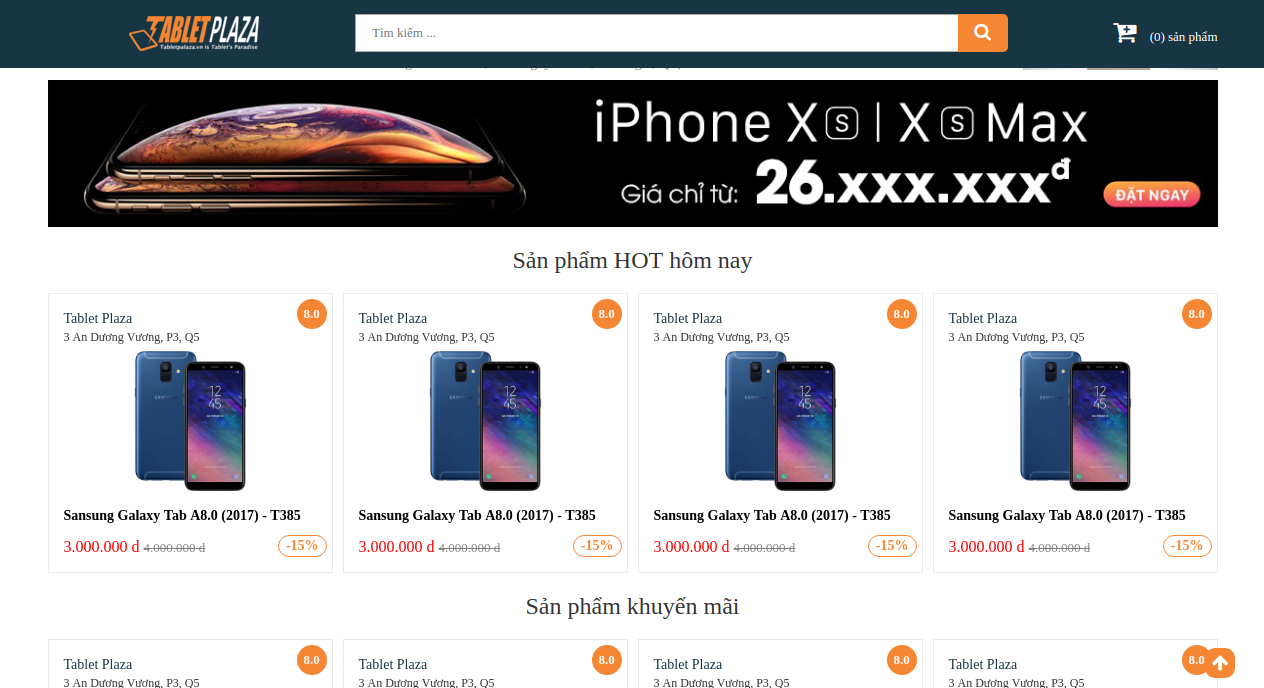 TABLET PLAZA
Tabletpalaza.vn is Tablet's Paradise
Tìm kiếm ...
(0) sản phẩm
iPhone XS | XS Max
Giá chỉ từ: 26.xxx.xxxđ
ĐẶT NGAY
Sản phẩm HOT hôm nay
Tablet Plaza
8.0
3 An Dương Vương, P3, Q5
12
45
SAMSUNG
Sansung Galaxy Tab A8.0 (2017) - T385
3.000.000 đ 4.000.000 đ
-15%
Tablet Plaza
8.0
3 An Dương Vương, P3, Q5
12
45
SAMSUNG
Sansung Galaxy Tab A8.0 (2017) - T385
3.000.000 đ 4.000.000 đ
-15%
Tablet Plaza
8.0
3 An Dương Vương, P3, Q5
12
45
SAMSUNG
Sansung Galaxy Tab A8.0 (2017) - T385
3.000.000 đ 4.000.000 đ
-15%
Tablet Plaza
8.0
3 An Dương Vương, P3, Q5
12
45
SAMSUNG
Sansung Galaxy Tab A8.0 (2017) - T385
3.000.000 đ 4.000.000 đ
-15%
Sản phẩm khuyến mãi
Tablet Plaza
8.0
3 An Dương Vương, P3, Q5
Tablet Plaza
8.0
3 An Dương Vương, P3, Q5
Tablet Plaza
8.0
3 An Dương Vương, P3, Q5
Tablet Plaza
8.0
3 An Dương Vương, P3, Q5